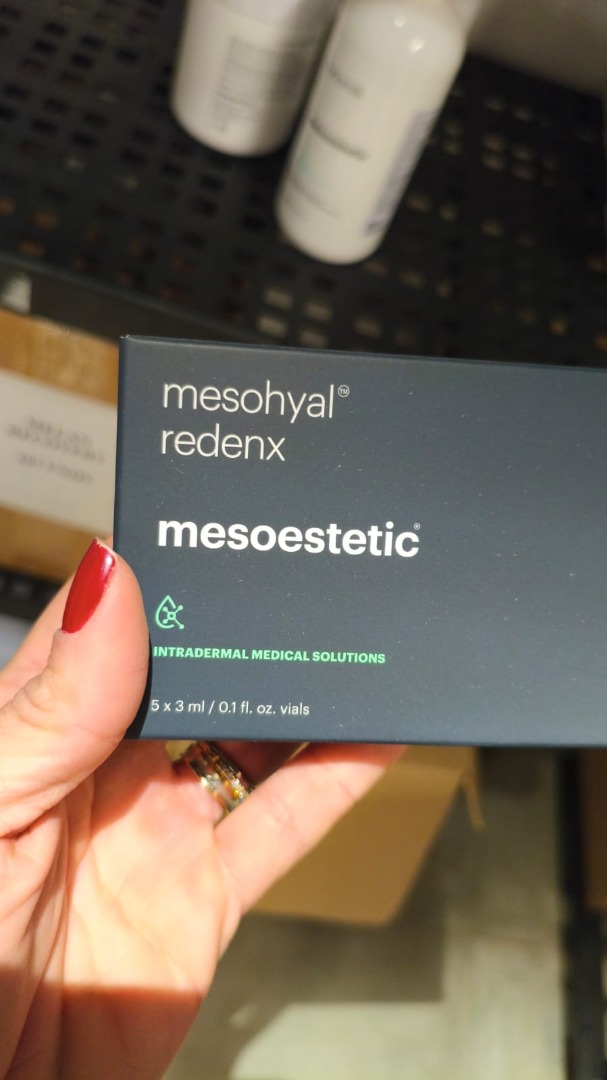 mesohyal™
redenx
mesoestetic®
INTRADERMAL MEDICAL SOLUTIONS
5 x 3 ml / 0.1 fl. oz. vials